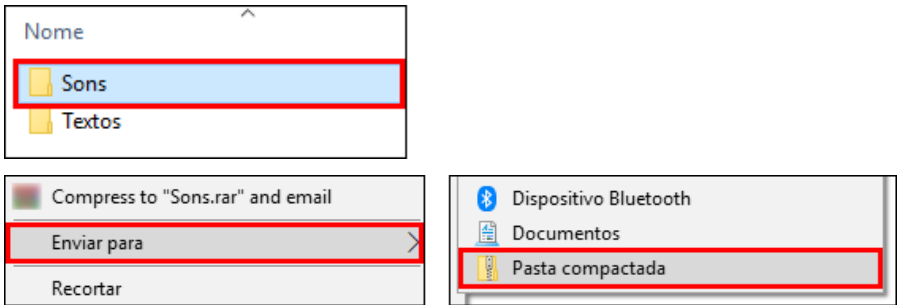 Nome
Sons
Textos
Compress to "Sons.rar" and email
Enviar para
Recortar
Dispositivo Bluetooth
Documentos
Pasta compactada